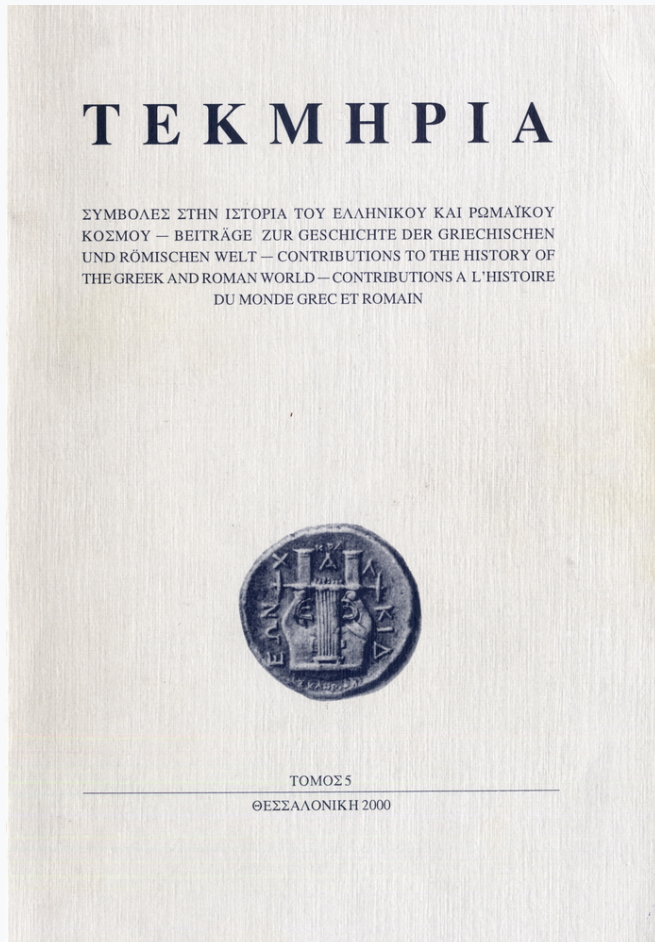 ΤΕΚΜΗΡΙΑ
ΣΥΜΒΟΛΕΣ ΣΤΗΝ ΙΣΤΟΡΙΑ ΤΟΥ ΕΛΛΗΝΙΚΟΥ ΚΑΙ ΡΩΜΑΪΚΟΥ
ΚΟΣΜΟΥ — BEITRÄGE ZUR GESCHICHTE DER GRIECHISCHEN
UND RÖMISCHEN WELT — CONTRIBUTIONS TO THE HISTORY OF
THE GREEK AND ROMAN WORLD — CONTRIBUTIONS A L'HISTOIRE
DU MONDE GREC ET ROMAIN
Χ Α Λ
ΚΙΔ
ΕΩΝ
ΤΟΜΟΣ 5
ΘΕΣΣΑΛΟΝΙΚΗ 2000